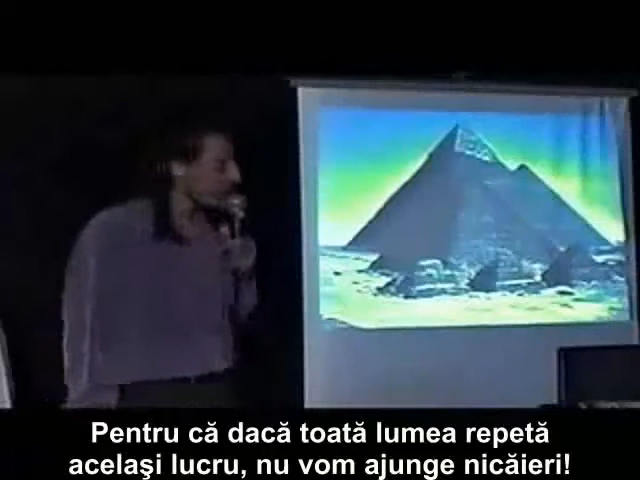 Pentru că dacă toată lumea repetă
acelaşi lucru, nu vom ajunge nicăieri!